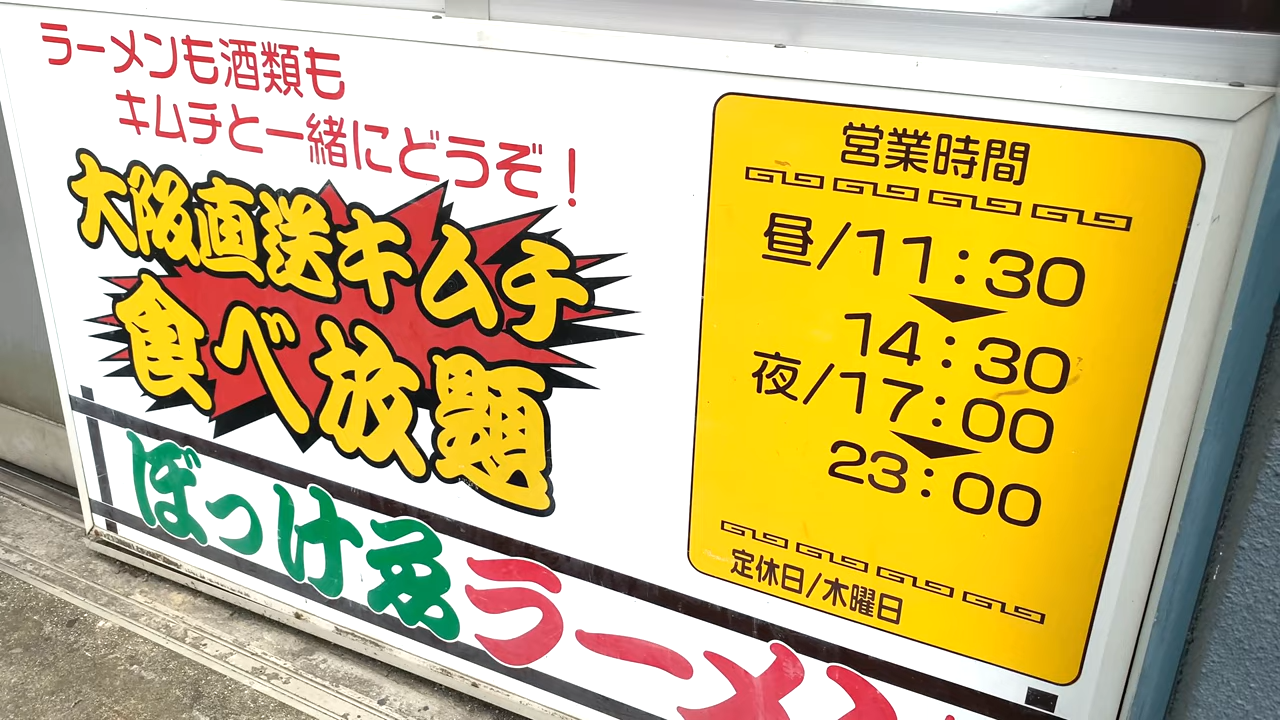 ラーメンも酒類も
キムチと一緒にどうぞ!
大阪直送キムチ
食べ放題
ぼっけゑラーメン
営業時間
昼/11:30
▼
14:30
夜/17:00
▼
23:00
定休日/木曜日